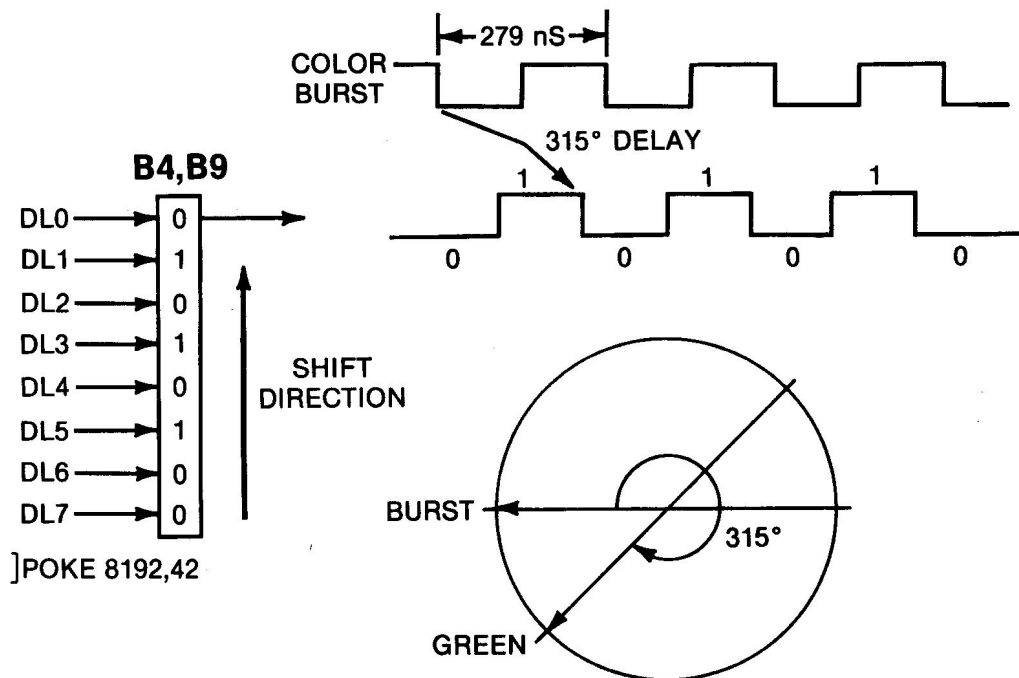 279 nS
COLOR
BURST
315° DELAY
1 1 1
0 0 0 0
B4,B9
DL0 0
DL1 1
DL2 0
DL3 1
DL4 0
DL5 1
DL6 0
DL7 0
SHIFT
DIRECTION
]POKE 8192,42
BURST
315°
GREEN